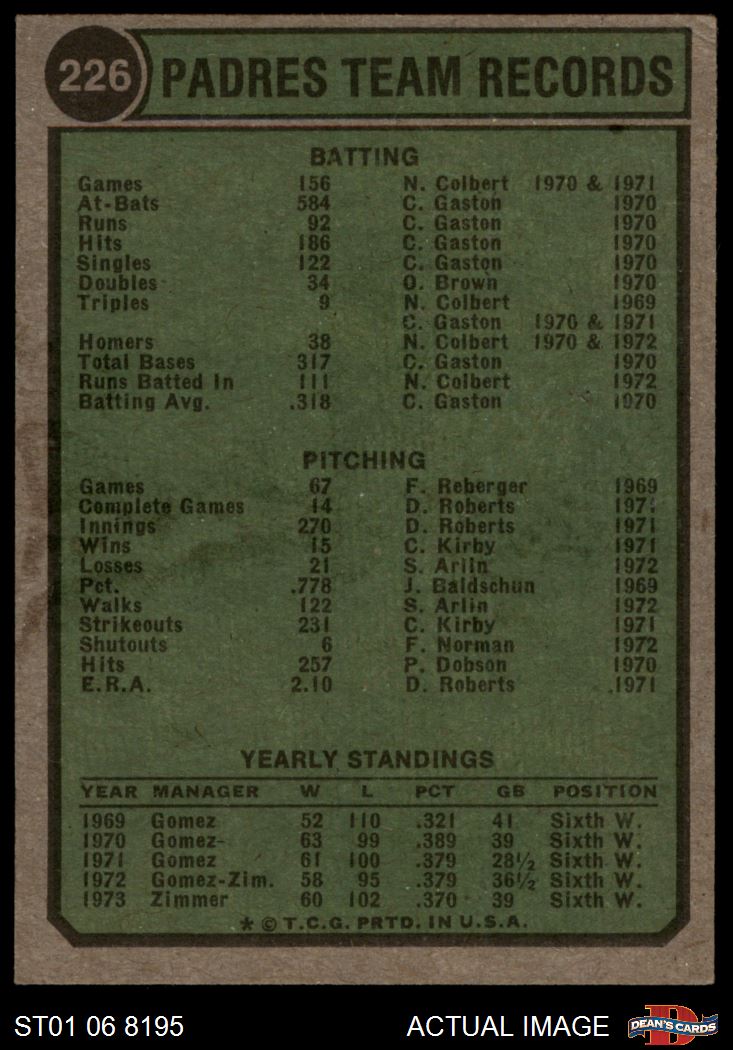 226 PADRES TEAM RECORDS
BATTING
Games 156 N. Colbert 1970 & 1971
At-Bats 584 C. Gaston 1970
Runs 92 C. Gaston 1970
Hits 186 C. Gaston 1970
Singles 122 C. Gaston 1970
Doubles 34 O. Brown 1970
Triples 9 N. Colbert 1969
C. Gaston 1970 & 1971
Homers 38 N. Colbert 1970 & 1972
Total Bases 317 C. Gaston 1970
Runs Batted In 111 N. Colbert 1972
Batting Avg. .318 C. Gaston 1970
PITCHING
Games 67 F. Reberger 1969
Complete Games 14 D. Roberts 1971
Innings 270 D. Roberts 1971
Wins 15 C. Kirby 1971
Losses 21 S. Arlin 1972
Pct. .778 J. Baldschun 1969
Walks 122 S. Arlin 1972
Strikeouts 231 C. Kirby 1971
Shutouts 6 F. Norman 1972
Hits 257 P. Dobson 1970
E.R.A. 2.10 D. Roberts 1971
YEARLY STANDINGS
YEAR MANAGER W L PCT GB POSITION
1969 Gomez 52 110 .321 41 Sixth W.
1970 Gomez 63 99 .389 39 Sixth W.
1971 Gomez 61 100 .379 28½ Sixth W.
1972 Gomez-Zim. 58 95 .379 36½ Sixth W.
1973 Zimmer 60 102 .370 39 Sixth W.
* © T.C.G. PRTD. IN U.S.A.
ST01 06 8195 ACTUAL IMAGE DEAN'S CARDS